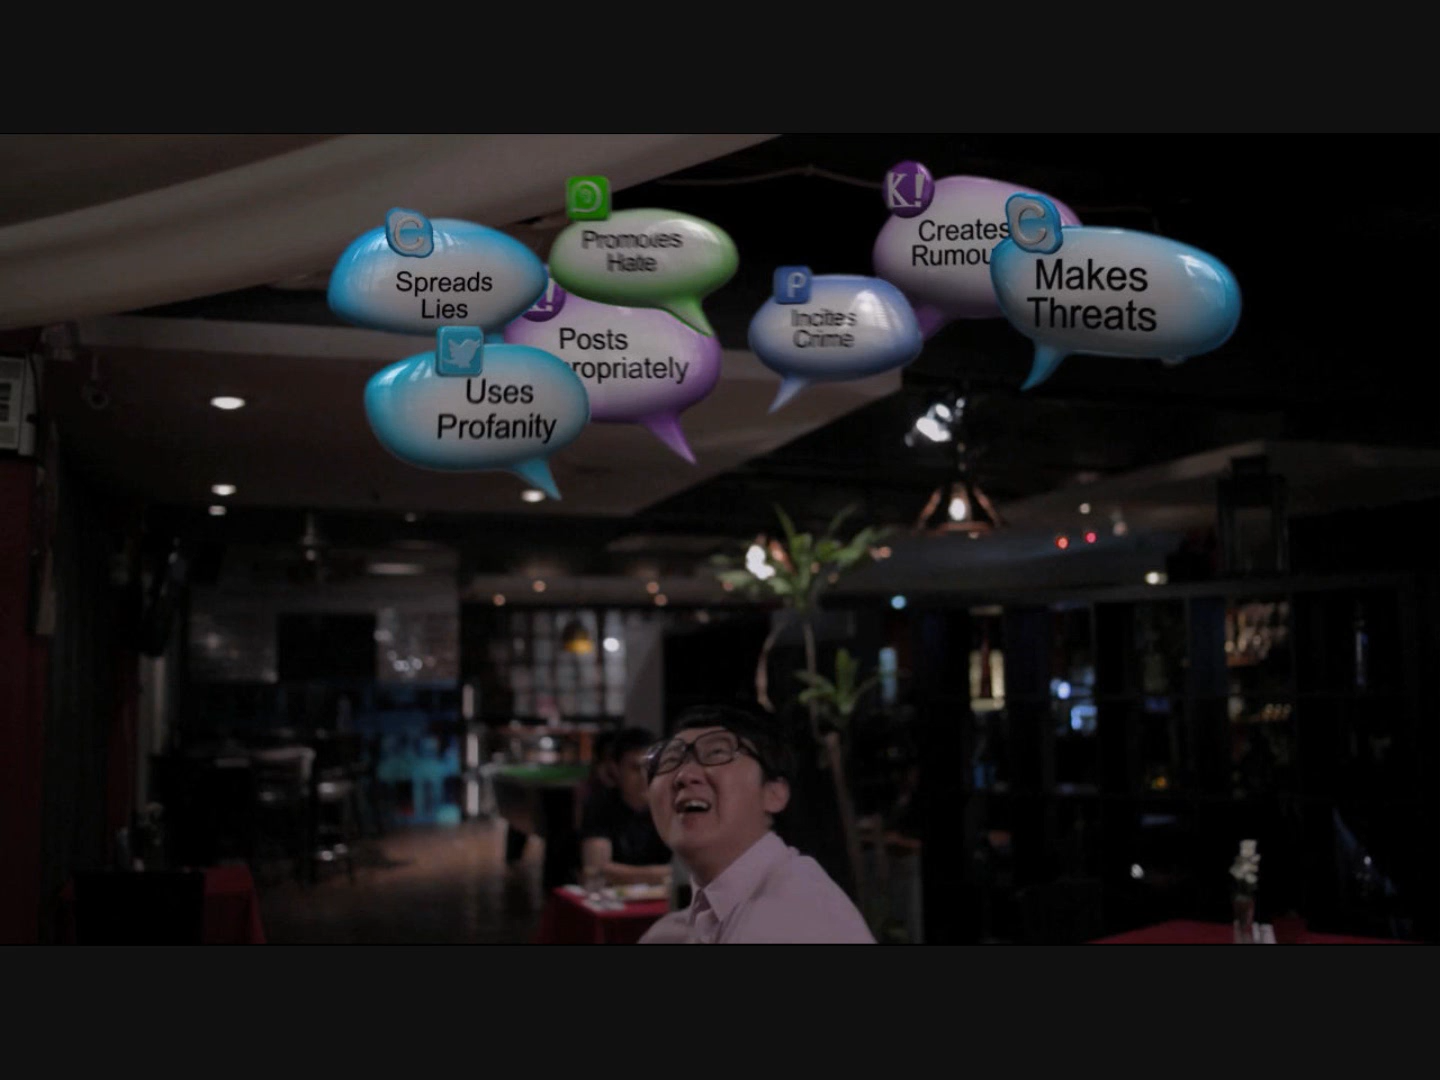 K!
C
Promotes
Hate
Creates
C
Spreads
Lies
Makes
Threats
P
Incites
Crime
Posts
Uses
Profanity